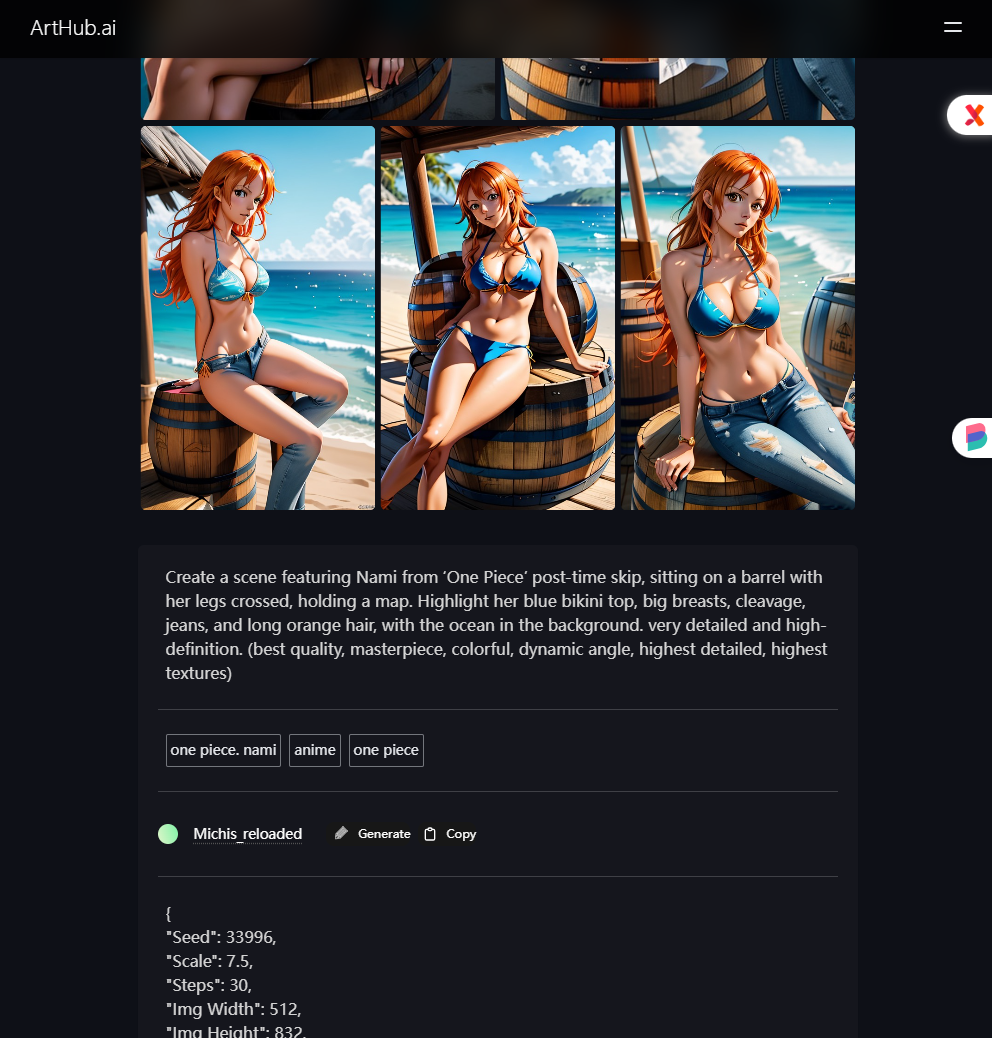 ArtHub.ai
Create a scene featuring Nami from ‘One Piece‘ post-time skip, sitting on a barrel with
her legs crossed, holding a map. Highlight her blue bikini top, big breasts, cleavage,
jeans, and long orange hair, with the ocean in the background. very detailed and high-
definition. (best quality, masterpiece, colorful, dynamic angle, highest detailed, highest
textures)
one piece. nami
anime
one piece
Michis_reloaded
Generate
Copy
{
"Seed": 33996,
"Scale": 7.5,
"Steps": 30,
"Img Width": 512,
"Img Height": 832,